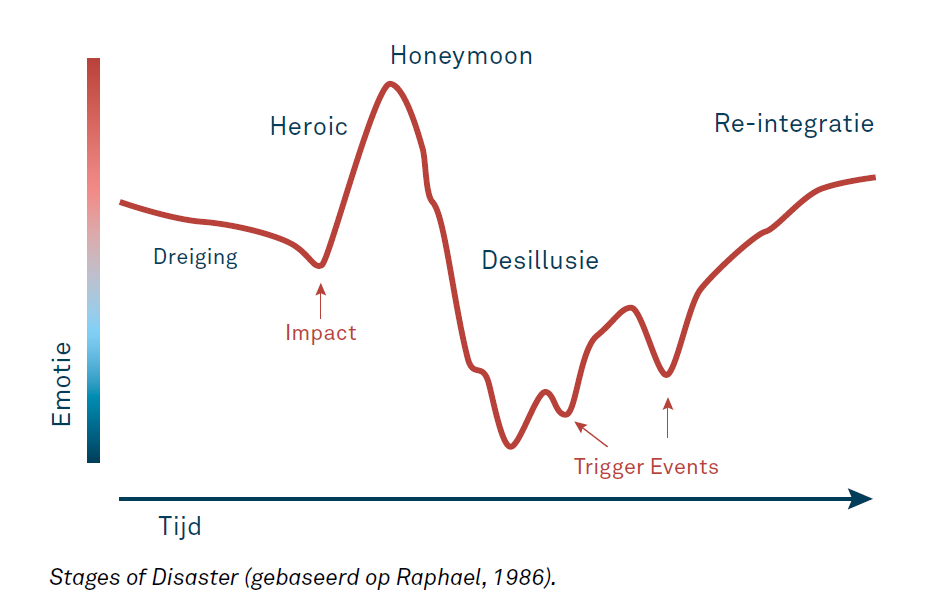 Honeymoon
Heroic
Re-integratie
Dreiging
Desillusie
Impact
Emotie
Trigger Events
Tijd
Stages of Disaster (gebaseerd op Raphael, 1986).